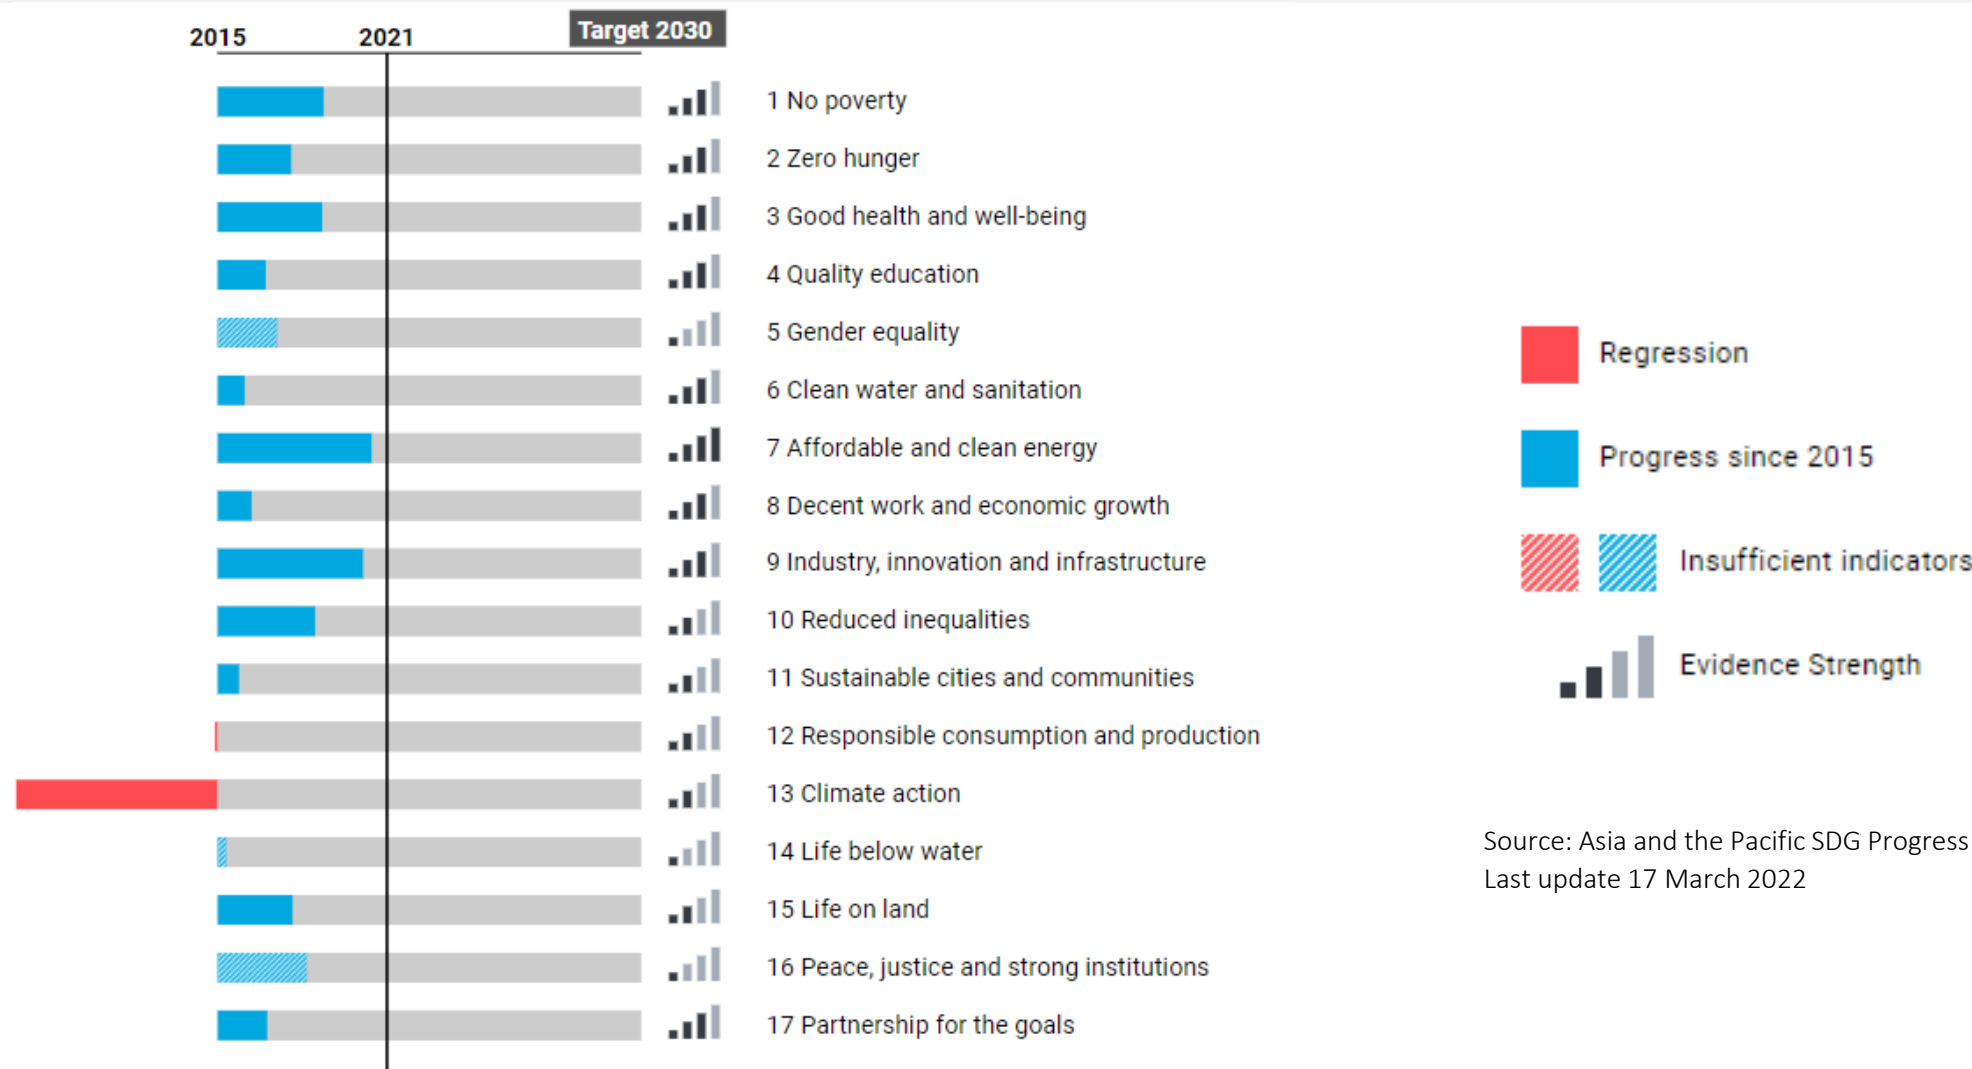 2015 2021 Target 2030
1 No poverty
2 Zero hunger
3 Good health and well-being
4 Quality education
5 Gender equality
6 Clean water and sanitation
7 Affordable and clean energy
8 Decent work and economic growth
9 Industry, innovation and infrastructure
10 Reduced inequalities
11 Sustainable cities and communities
12 Responsible consumption and production
13 Climate action
14 Life below water
15 Life on land
16 Peace, justice and strong institutions
17 Partnership for the goals
Regression
Progress since 2015
Insufficient indicators
Evidence Strength
Source: Asia and the Pacific SDG Progress
Last update 17 March 2022